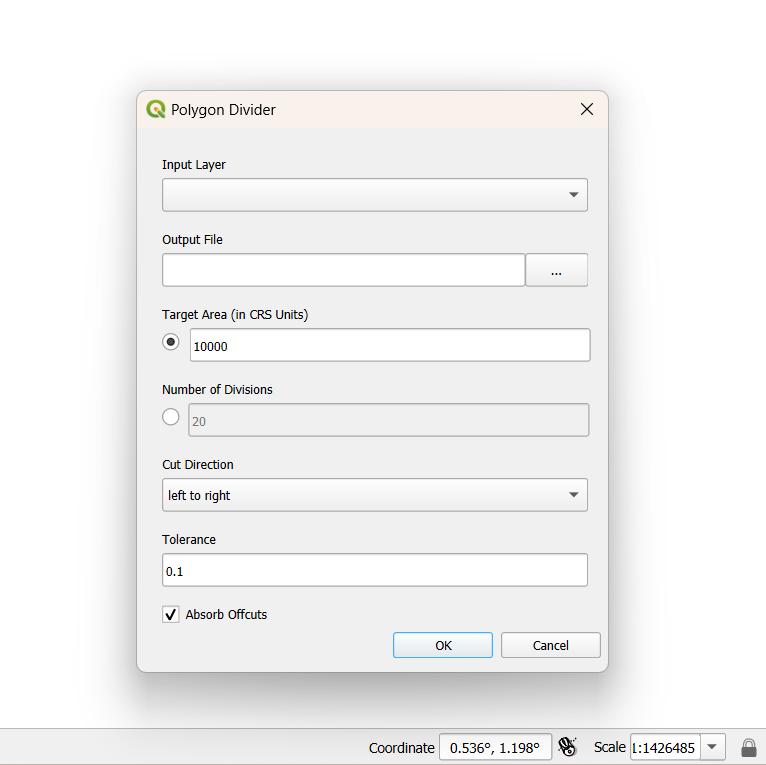 Polygon Divider
Input Layer
Output File
...
Target Area (in CRS Units)
10000
Number of Divisions
20
Cut Direction
left to right
Tolerance
0.1
Absorb Offcuts
OK Cancel
Coordinate 0.536°, 1.198° Scale 1:1426485